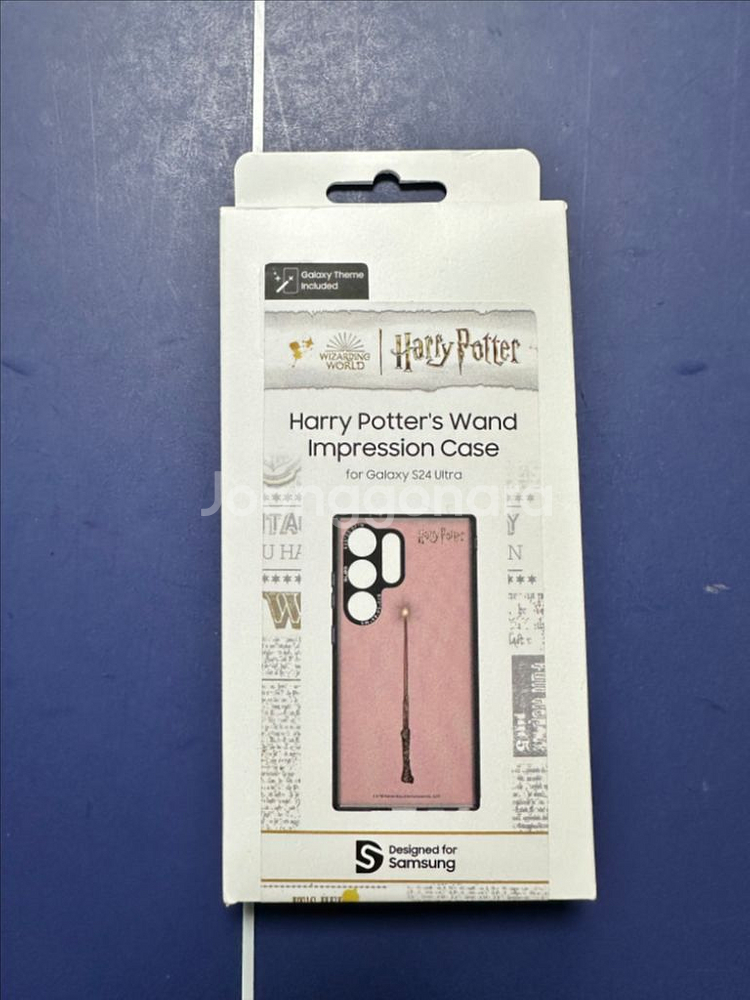 Galaxy Theme
Included
WIZARDING
WORLD
Harry Potter
Harry Potter's Wand
Impression Case
for Galaxy S24 Ultra
Joonggonara
Harry Potter
Designed for
Samsung